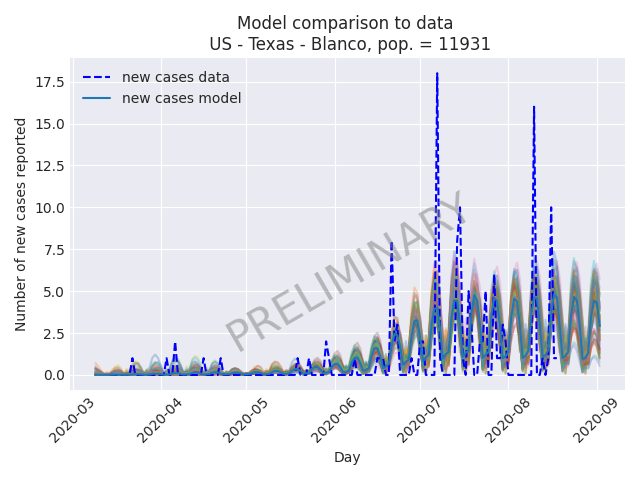 Model comparison to data
US - Texas - Blanco, pop. = 11931
new cases data
new cases model
PRELIMINARY
Number of new cases reported
17.5
15.0
12.5
10.0
7.5
5.0
2.5
0.0
2020-03
2020-04
2020-05
2020-06
2020-07
2020-08
2020-09
Day